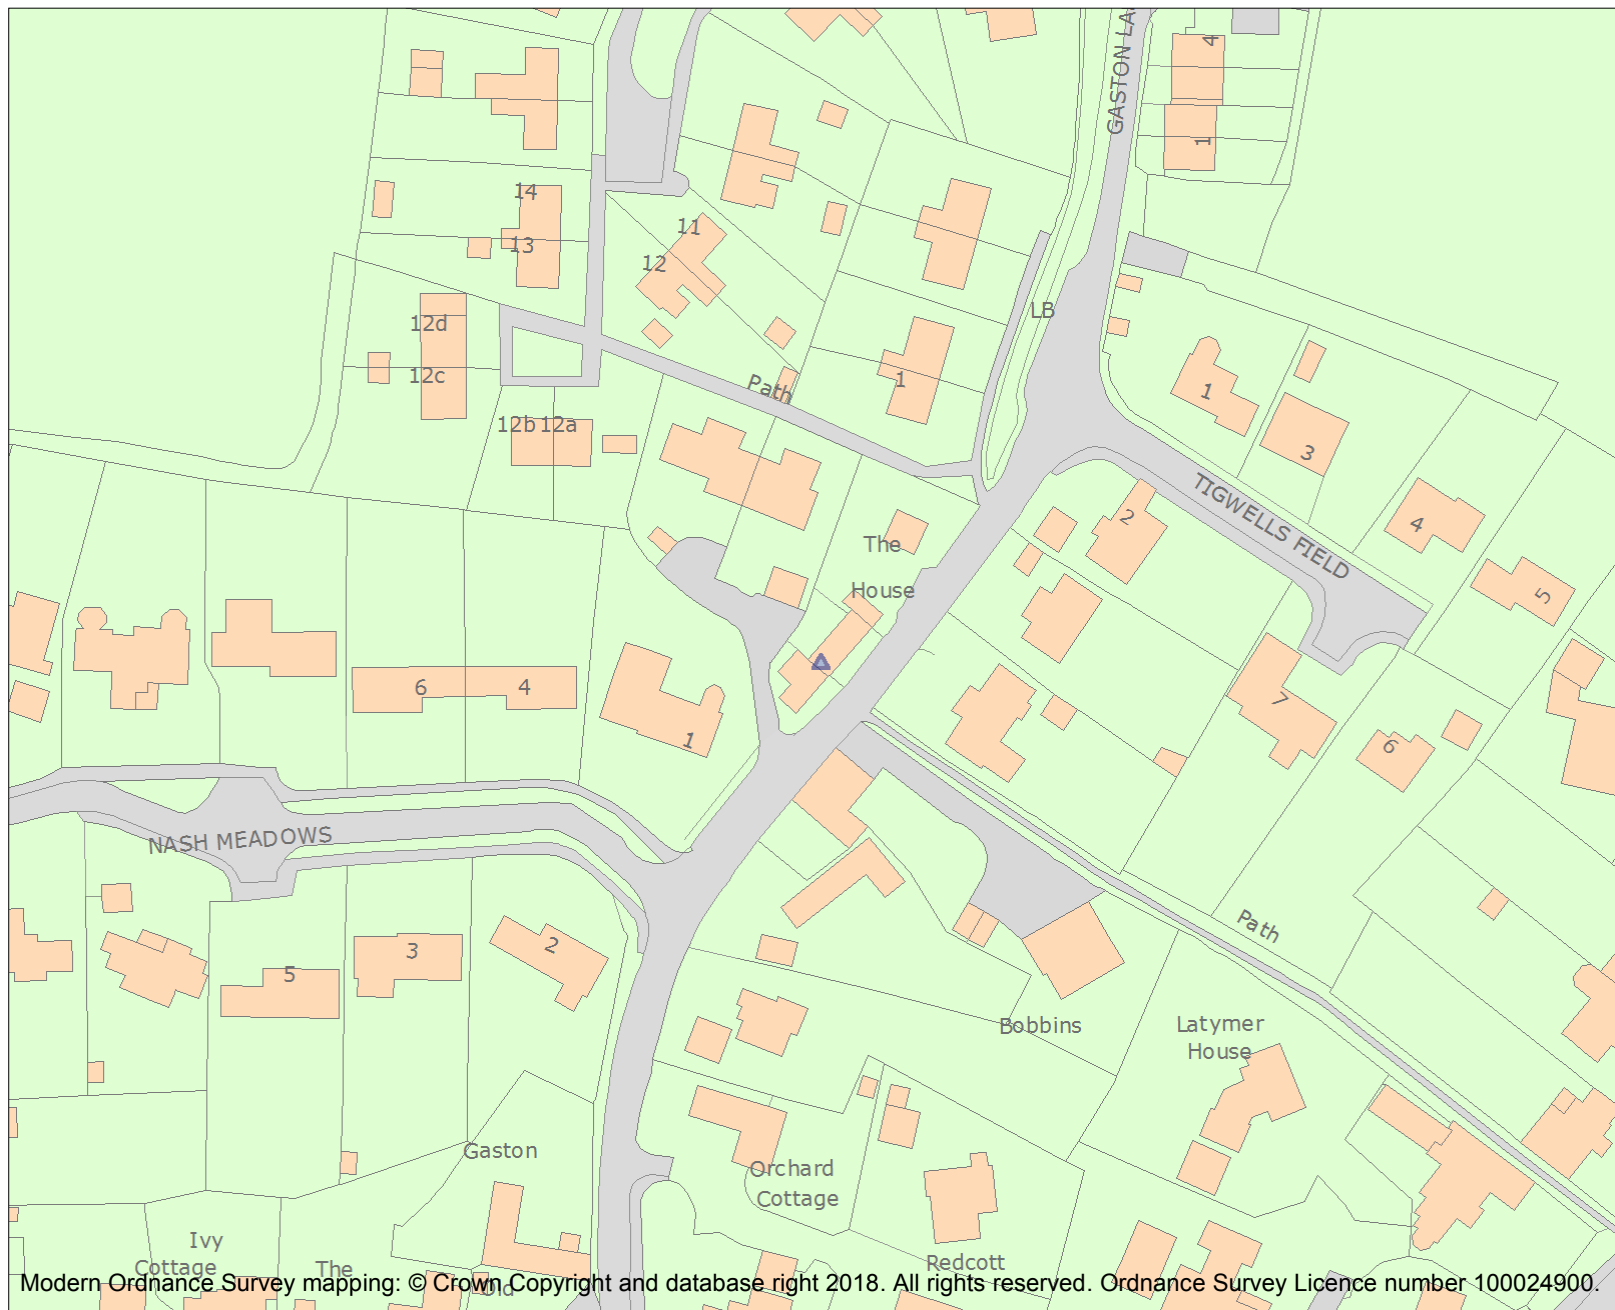 GASTON LA
4
1
14
13
11
12
12d
12c
12b 12a
Path
LB
1
1
3
TIGWELLS FIELD
2
4
5
The
House
6
4
1
7
6
NASH MEADOWS
3
5
2
Path
Bobbins
Latymer
House
Gaston
Orchard
Cottage
Ivy
Cottage
The
Old
Redcott
Modern Ordnance Survey mapping: © Crown Copyright and database right 2018. All rights reserved. Ordnance Survey Licence number 100024900.